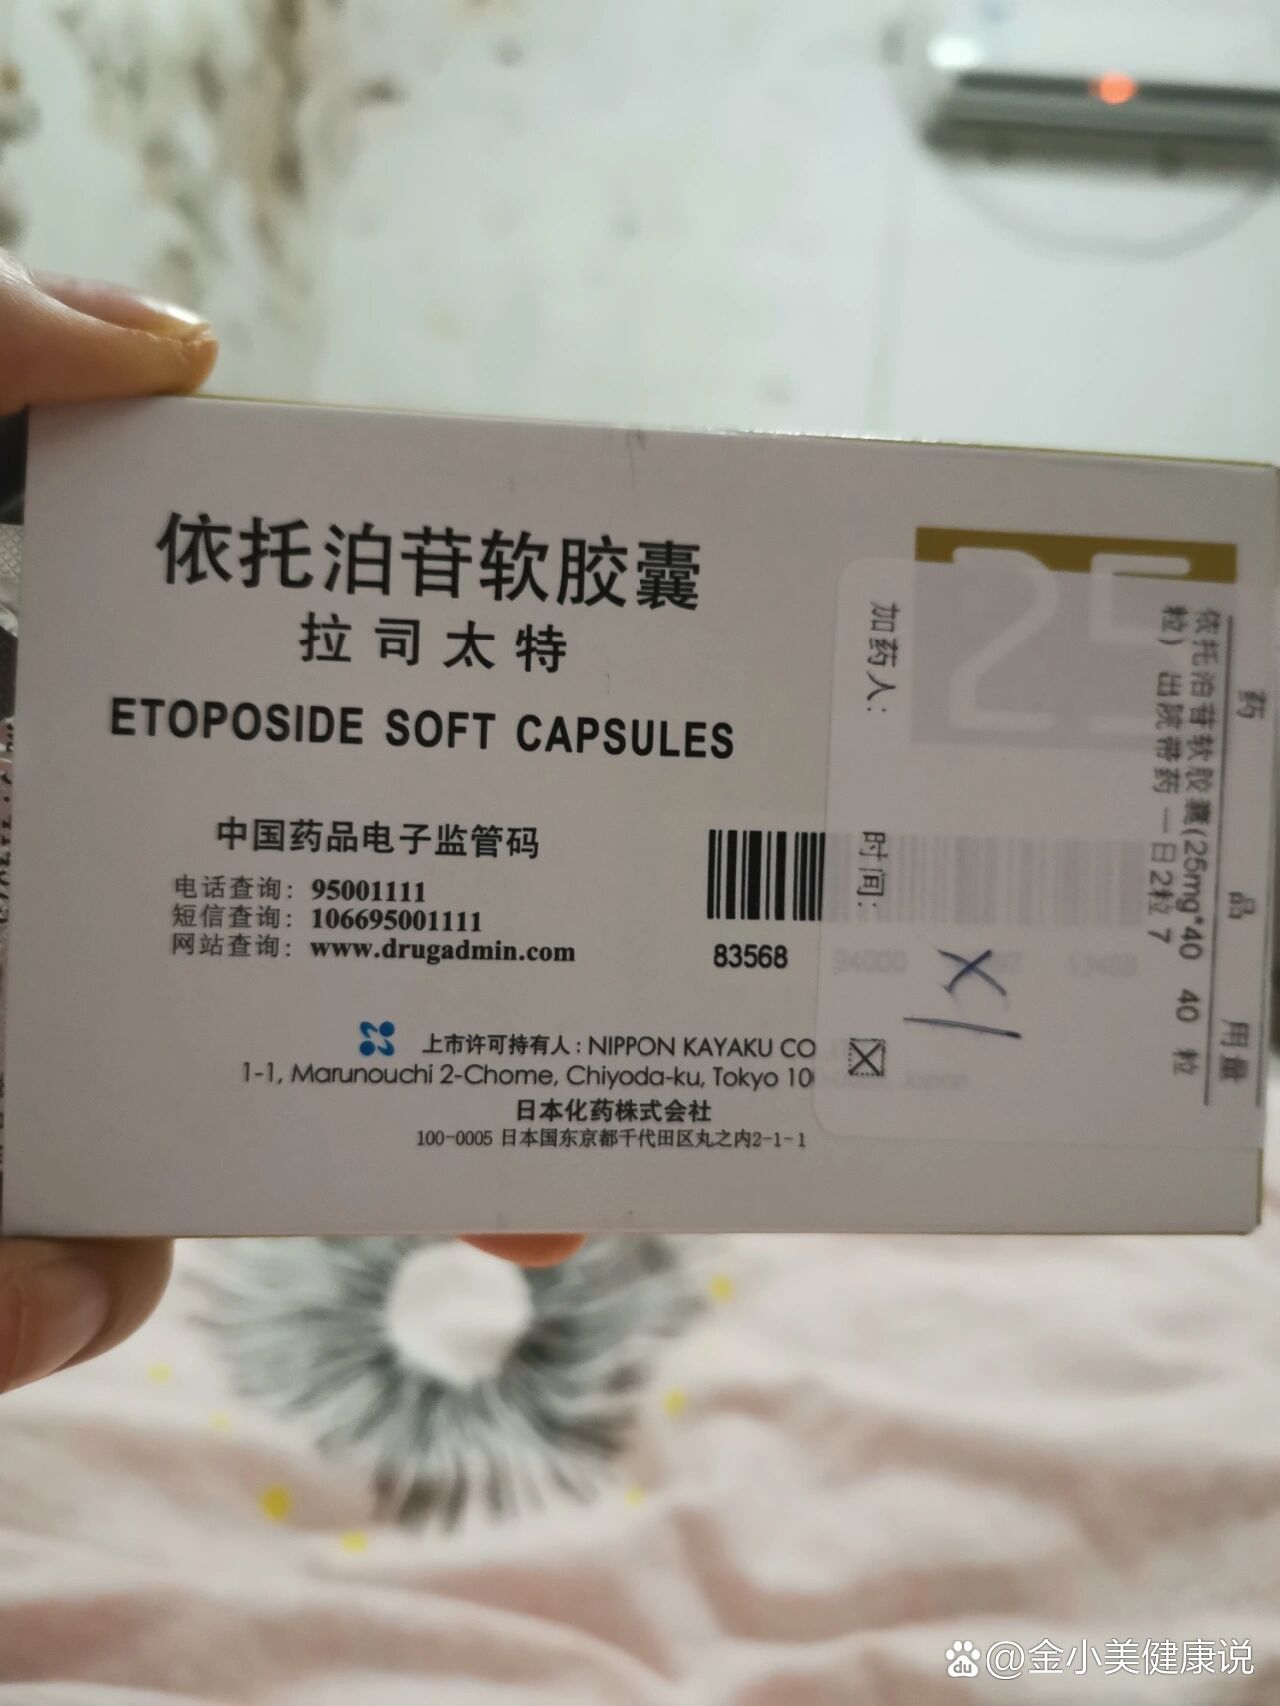 依托泊苷软胶囊
拉司太特
ETOPOSIDE SOFT CAPSULES
中国药品电子监管码
电话查询: 95001111
短信查询: 106695001111
网站查询: www.drugadmin.com
83568
上市许可持有人: NIPPON KAYAKU CO
1-1, Marunouchi 2-Chome, Chiyoda-ku, Tokyo 10
日本化药株式会社
100-0005 日本国东京都千代田区丸之内2-1-1
25
药 品 用量
依托泊苷软胶囊(25mg*40 40 粒
粒) 出院带药一日2粒 7
加药人:
时间:
X1
@金小美健康说